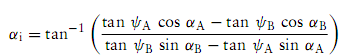 αi = tan⁻¹ ( (tan ψA cos αA − tan ψB cos αB) / (tan ψB sin αB − tan ψA sin αA) )